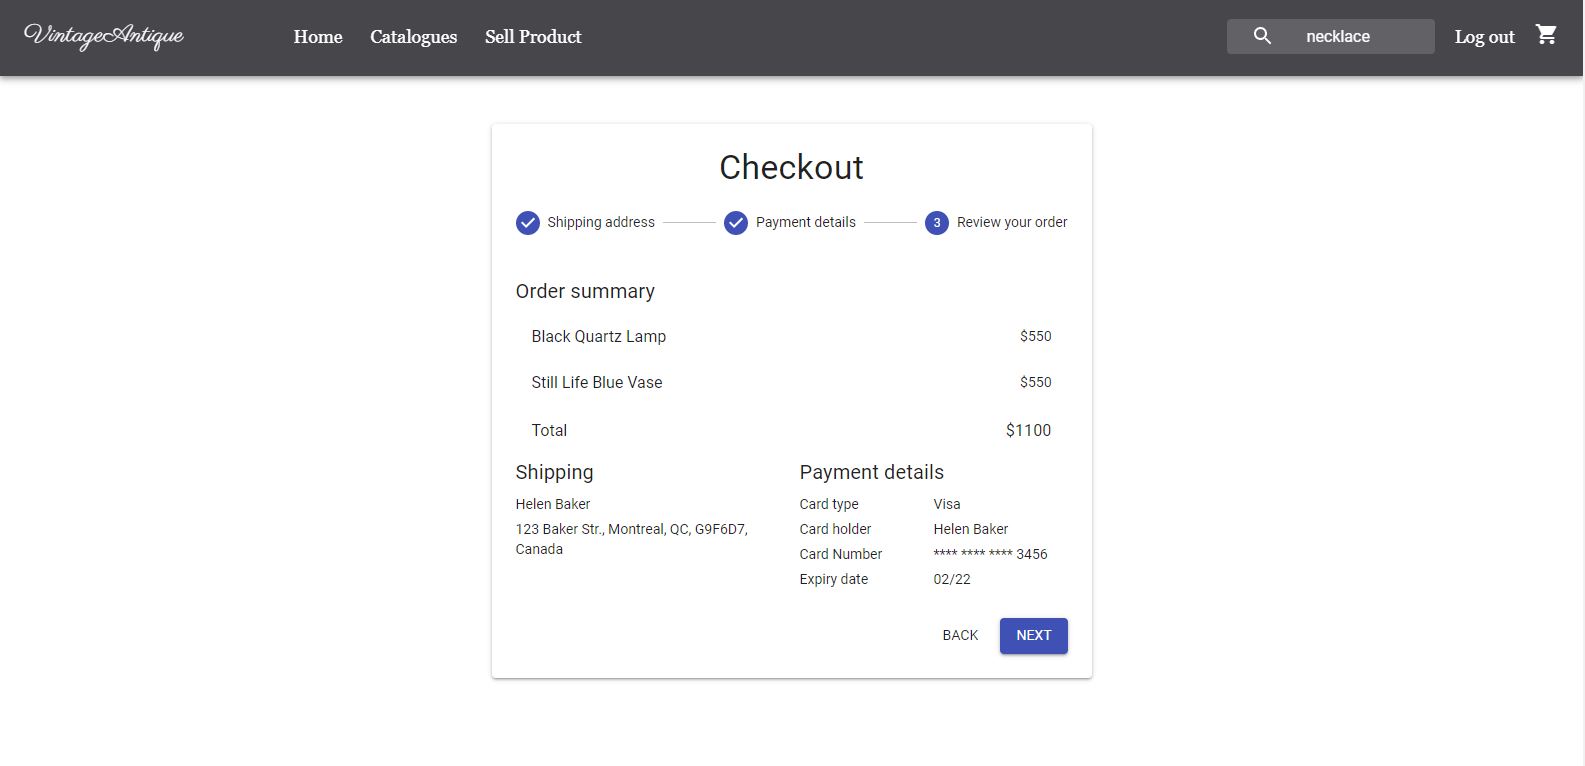 VintageAntique Home Catalogues Sell Product necklace Log out
Checkout
Shipping address Payment details 3 Review your order
Order summary
Black Quartz Lamp $550
Still Life Blue Vase $550
Total $1100
Shipping
Helen Baker
123 Baker Str., Montreal, QC, G9F6D7,
Canada
Payment details
Card type Visa
Card holder Helen Baker
Card Number **** **** **** 3456
Expiry date 02/22
BACK NEXT